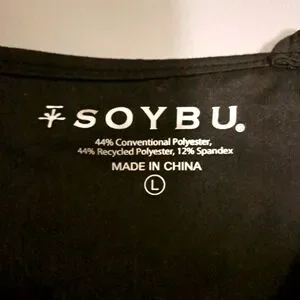 SOYBU®
44% Conventional Polyester,
44% Recycled Polyester, 12% Spandex
MADE IN CHINA
L